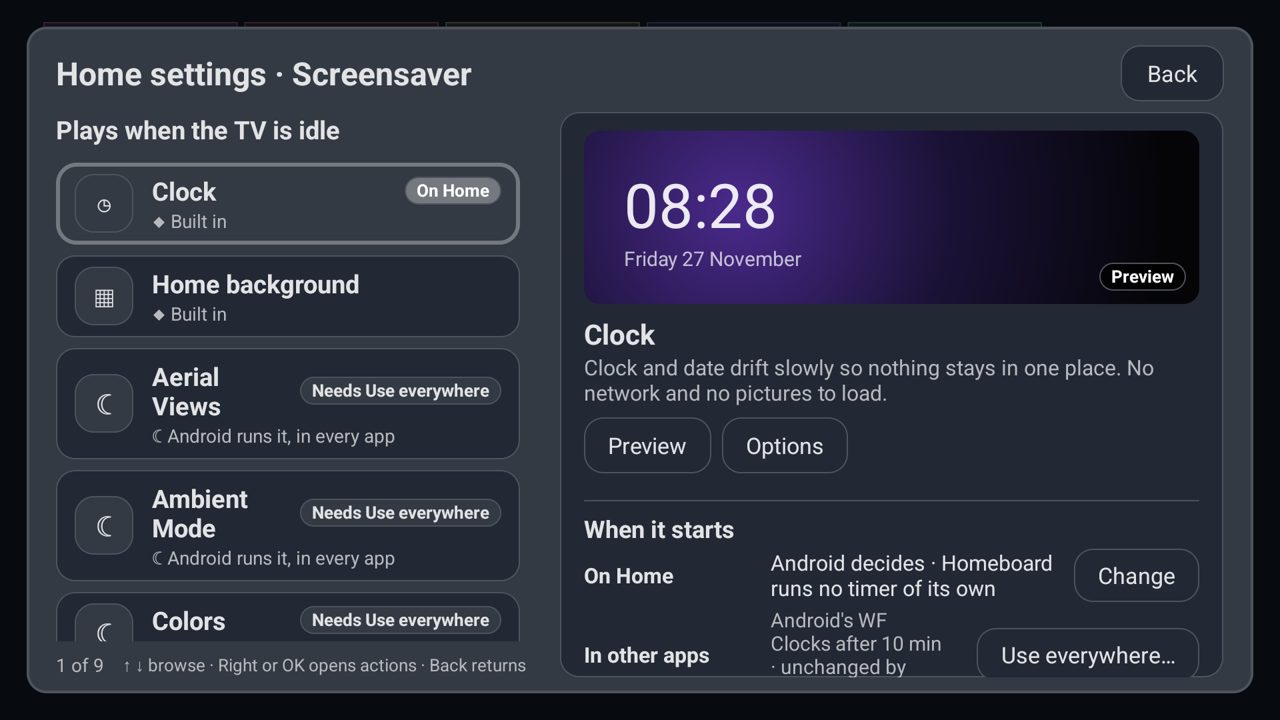 Home settings · Screensaver
Back
Plays when the TV is idle
Clock
On Home
◆ Built in
Home background
◆ Built in
Aerial
Views
Needs Use everywhere
☾ Android runs it, in every app
Ambient
Mode
Needs Use everywhere
☾ Android runs it, in every app
Colors
Needs Use everywhere
1 of 9 ↑ ↓ browse · Right or OK opens actions · Back returns
08:28
Friday 27 November
Preview
Clock
Clock and date drift slowly so nothing stays in one place. No
network and no pictures to load.
Preview
Options
When it starts
On Home
Android decides · Homeboard
runs no timer of its own
Change
In other apps
Android's WF
Clocks after 10 min
· unchanged by
Use everywhere…